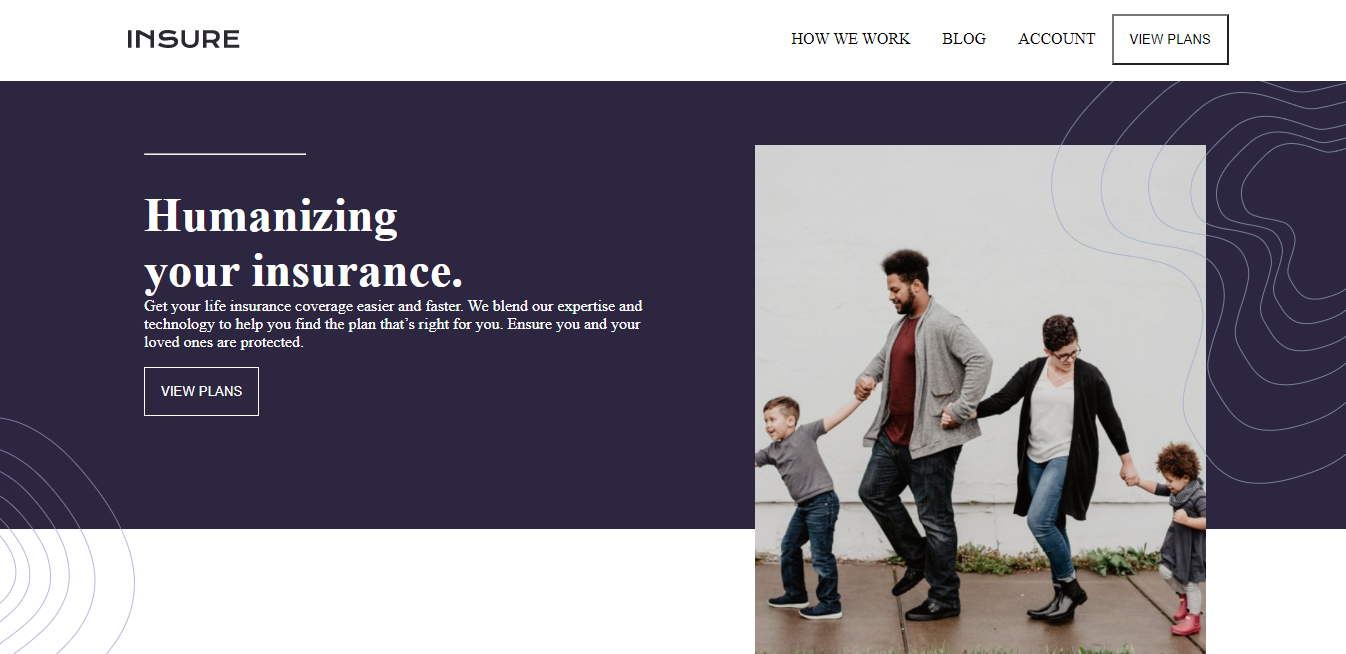 INSURE
HOW WE WORK BLOG ACCOUNT VIEW PLANS
Humanizing
your insurance.
Get your life insurance coverage easier and faster. We blend our expertise and
technology to help you find the plan that’s right for you. Ensure you and your
loved ones are protected.
VIEW PLANS